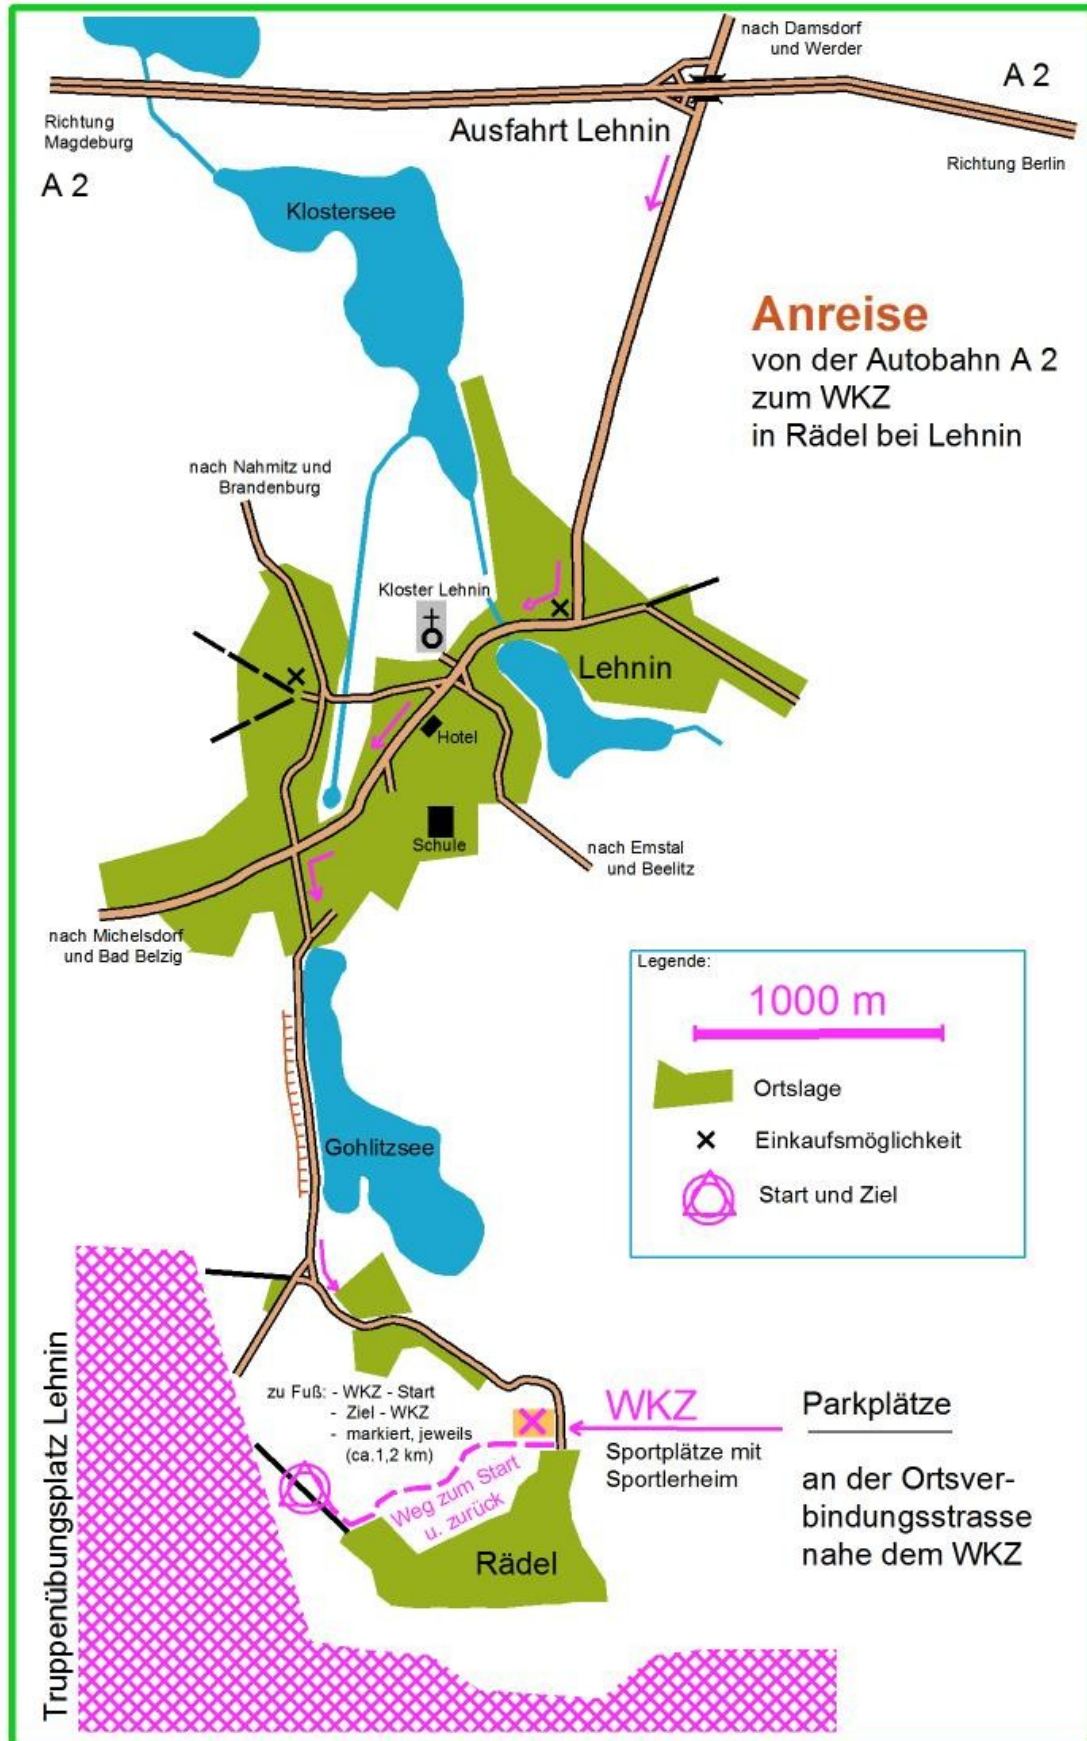 nach Damsdorf
und Werder
A 2
Richtung
Magdeburg
Ausfahrt Lehnin
Richtung Berlin
A 2
Klostersee
Anreise
von der Autobahn A 2
zum WKZ
in Rädel bei Lehnin
nach Nahmitz und
Brandenburg
Kloster Lehnin
Lehnin
Hotel
Schule
nach Emstal
und Beelitz
nach Michelsdorf
und Bad Belzig
Legende:
1000 m
Ortslage
Einkaufsmöglichkeit
Start und Ziel
Gohlitzsee
Truppenübungsplatz Lehnin
zu Fuß: - WKZ - Start
- Ziel - WKZ
- markiert, jeweils
(ca.1,2 km)
WKZ
Sportplätze mit
Sportlerheim
Parkplätze
an der Ortsver-
bindungsstrasse
nahe dem WKZ
Weg zum Start
u. zurück
Rädel